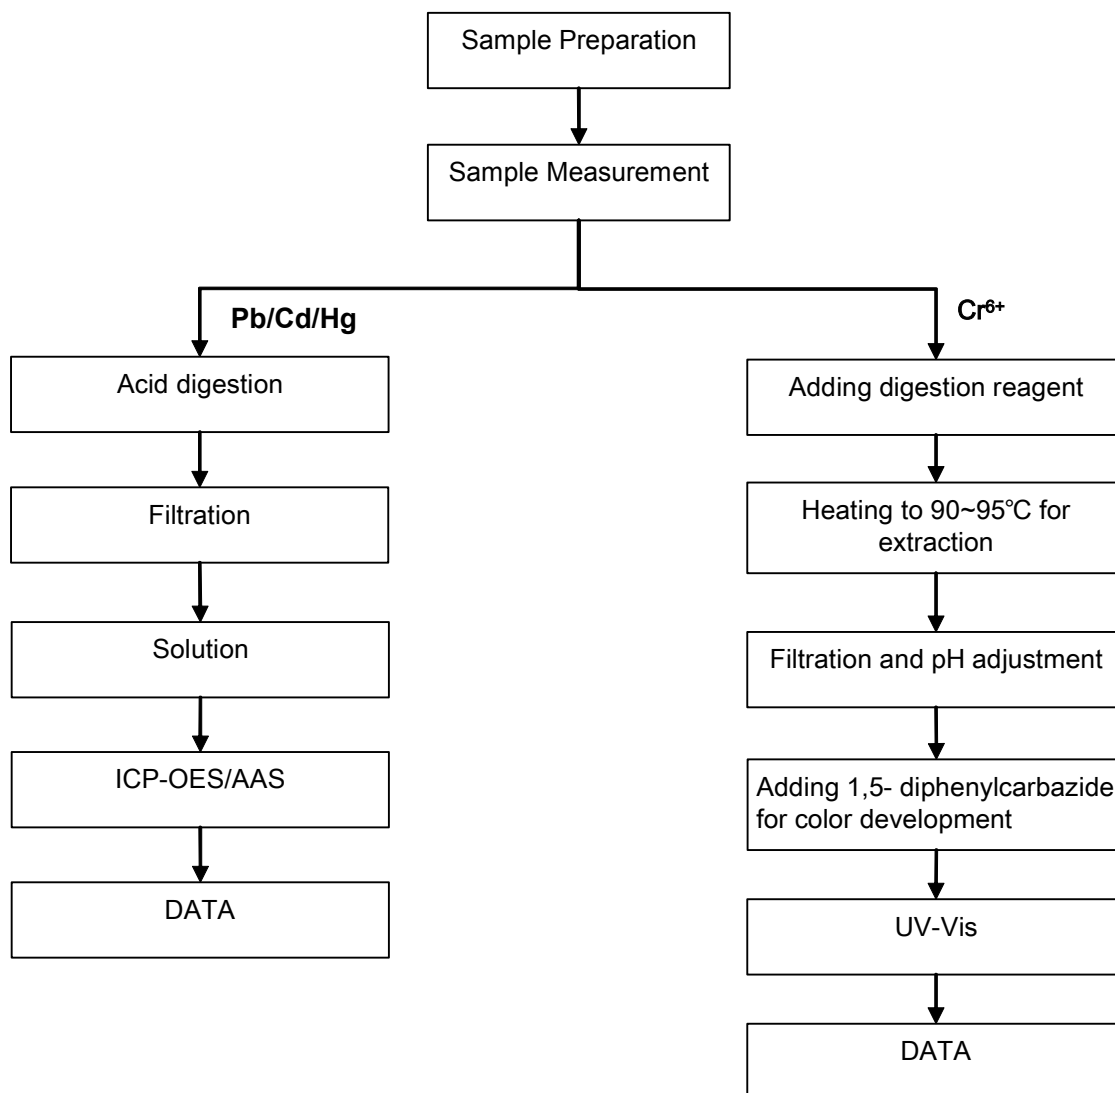 Sample Preparation
Sample Measurement
Pb/Cd/Hg
Acid digestion
Filtration
Solution
ICP-OES/AAS
DATA
Cr⁶⁺
Adding digestion reagent
Heating to 90~95℃ for
extraction
Filtration and pH adjustment
Adding 1,5- diphenylcarbazide
for color development
UV-Vis
DATA